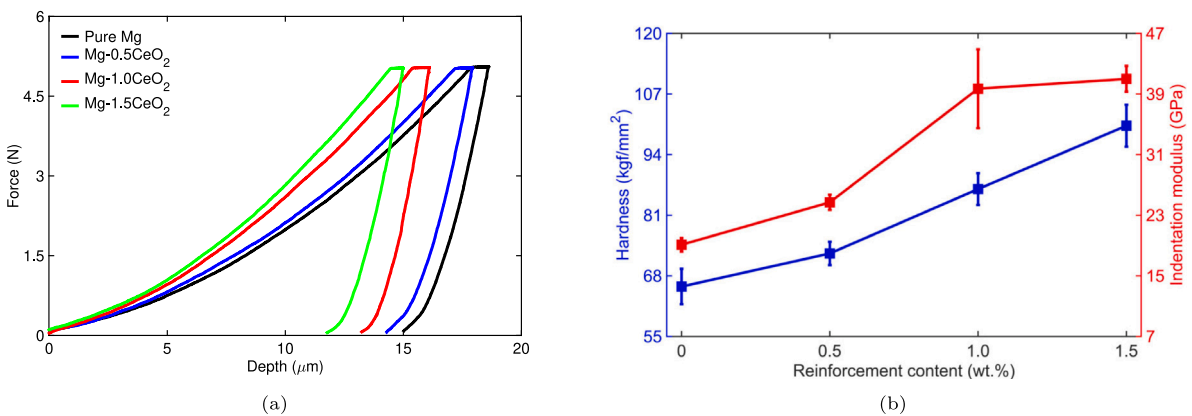 6
4.5
3
1.5
0
Force (N)
Pure Mg
Mg-0.5CeO₂
Mg-1.0CeO₂
Mg-1.5CeO₂
0 5 10 15 20
Depth (μm)
(a)
120
107
94
81
68
55
Hardness (kgf/mm²)
47
39
31
23
15
7
Indentation modulus (GPa)
0 0.5 1.0 1.5
Reinforcement content (wt.%)
(b)